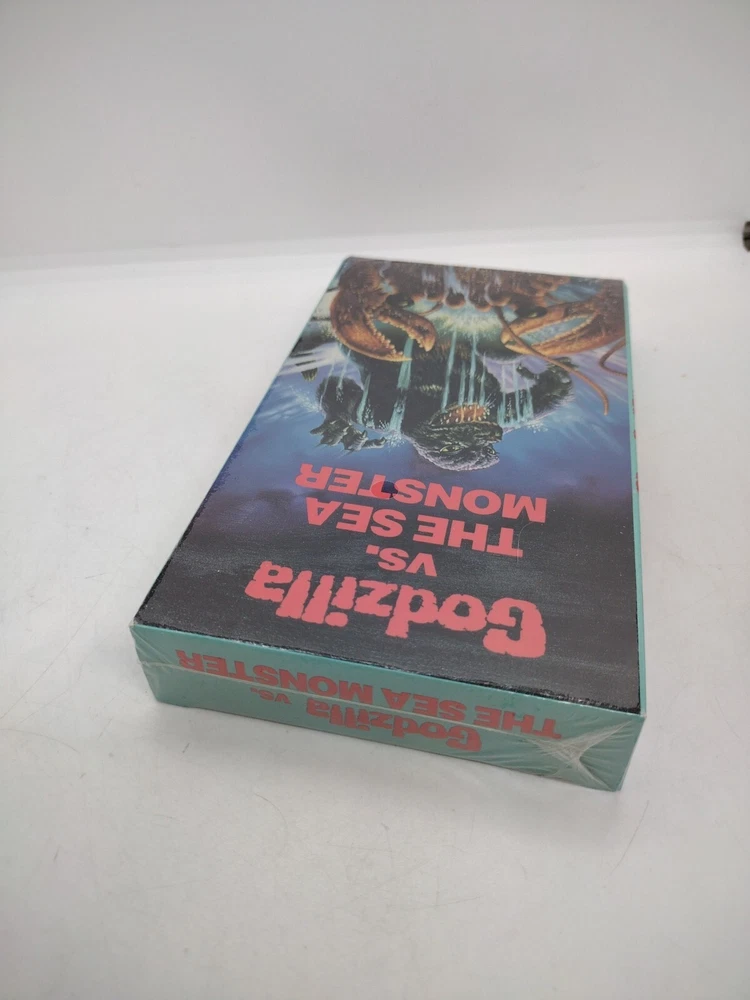 Godzilla
vs.
THE SEA
MONSTER
Godzilla vs.
THE SEA MONSTER